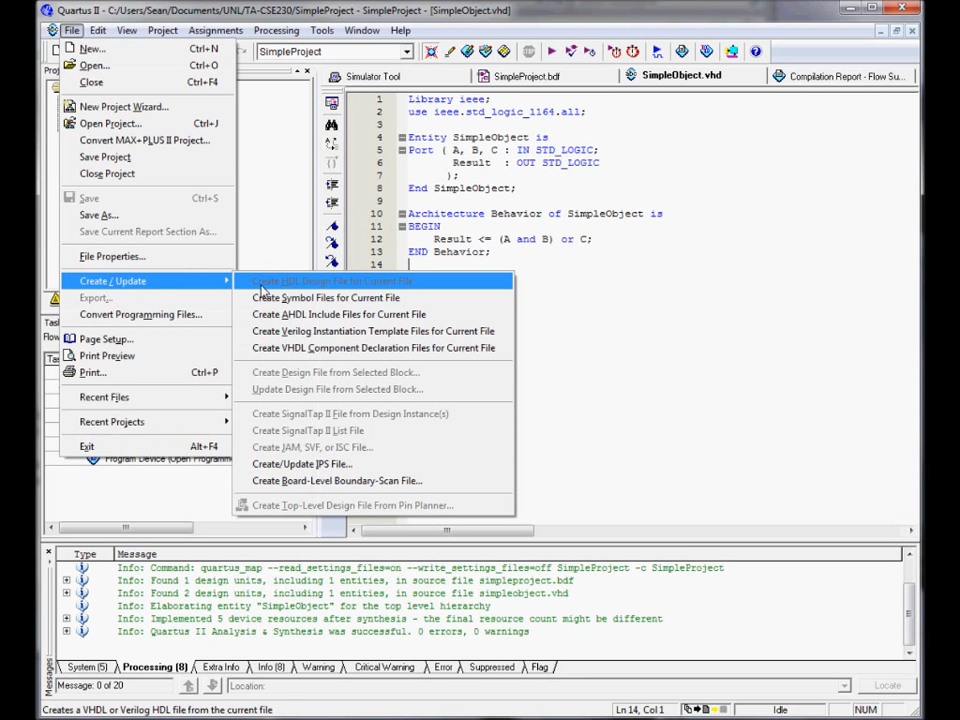 Quartus II - C:/Users/Sean/Documents/UNL/TA-CSE230/SimpleProject - SimpleProject - [SimpleObject.vhd]
File Edit View Project Assignments Processing Tools Window Help
New... Ctrl+N
Open... Ctrl+O
Close
New Project Wizard...
Open Project... Ctrl+J
Convert MAX+PLUS II Project...
Save Project
Close Project
Save Ctrl+S
Save As...
Save Current Report Section As...
File Properties...
Create / Update
Export...
Convert Programming Files...
Page Setup...
Print Preview
Print... Ctrl+P
Recent Files
Recent Projects
Exit Alt+F4
Create HDL Design File for Current File
Create Symbol Files for Current File
Create AHDL Include Files for Current File
Create Verilog Instantiation Template Files for Current File
Create VHDL Component Declaration Files for Current File
Create Design File from Selected Block...
Update Design File from Selected Block...
Create SignalTap II File from Design Instance(s)
Create SignalTap II List File
Create JAM, SVF, or ISC File...
Create/Update IPS File...
Create Board-Level Boundary-Scan File...
Create Top-Level Design File From Pin Planner...
SimpleProject
Proj
Tas
Flow
Ta
Program Device (Open Programm
Simulator Tool SimpleProject.bdf SimpleObject.vhd Compilation Report - Flow Su...
1 Library ieee;
2 use ieee.std_logic_1164.all;
3
4 Entity SimpleObject is
5 Port ( A, B, C : IN STD_LOGIC;
6 Result : OUT STD_LOGIC
7 );
8 End SimpleObject;
9
10 Architecture Behavior of SimpleObject is
11 BEGIN
12 Result <= (A and B) or C;
13 END Behavior;
14
Type Message
Info: Command: quartus_map --read_settings_files=on --write_settings_files=off SimpleProject -c SimpleProject
Info: Found 1 design units, including 1 entities, in source file simpleproject.bdf
Info: Found 2 design units, including 1 entities, in source file simpleobject.vhd
Info: Elaborating entity "SimpleObject" for the top level hierarchy
Info: Implemented 5 device resources after synthesis - the final resource count might be different
Info: Quartus II Analysis & Synthesis was successful. 0 errors, 0 warnings
System (5) Processing (8) Extra Info Info (8) Warning Critical Warning Error Suppressed Flag
Messages
Message: 0 of 20 Location: Locate
Creates a VHDL or Verilog HDL file from the current file Ln 14, Col 1 Idle NUM